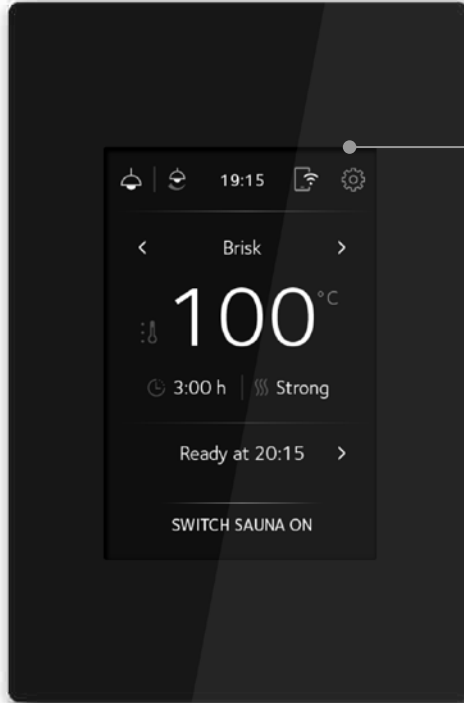 19:15
Brisk
100°C
3:00 h Strong
Ready at 20:15
SWITCH SAUNA ON